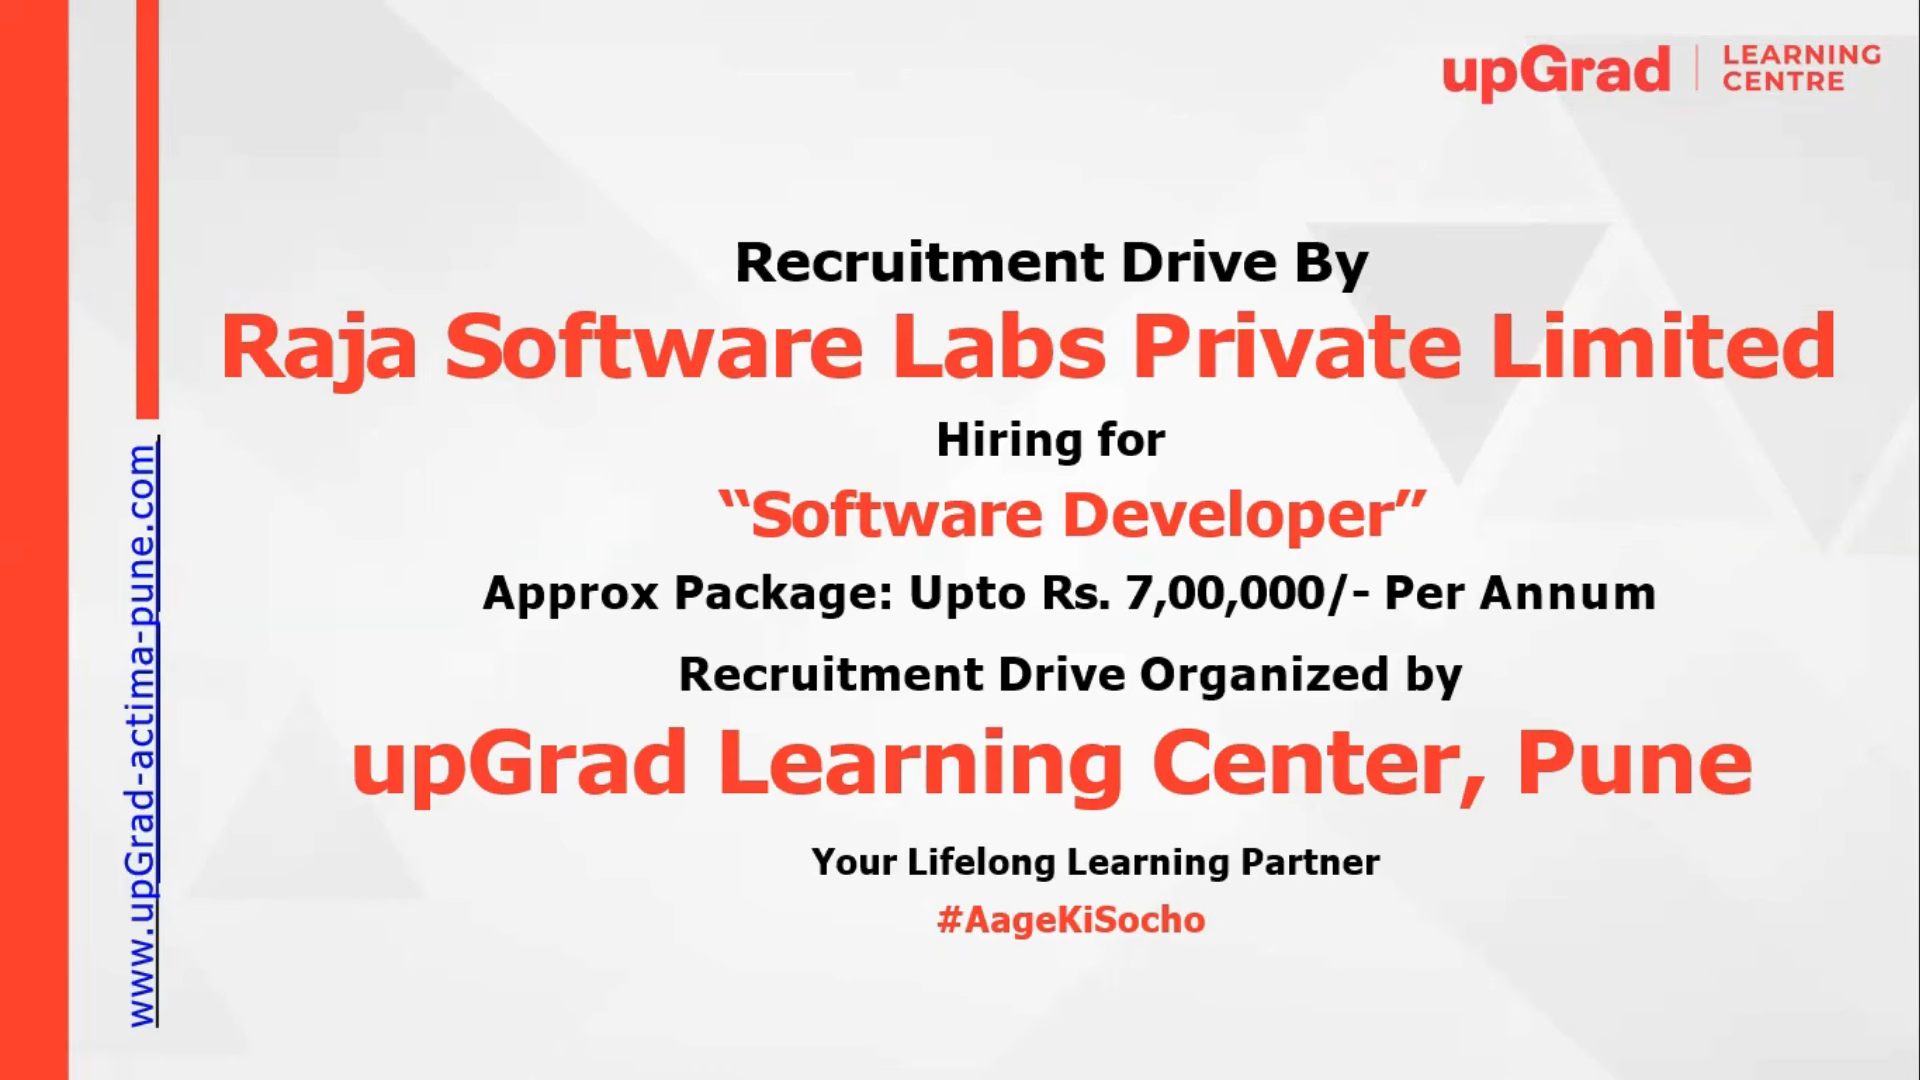 upGrad
LEARNING
CENTRE
Recruitment Drive By
Raja Software Labs Private Limited
Hiring for
“Software Developer”
Approx Package: Upto Rs. 7,00,000/- Per Annum
Recruitment Drive Organized by
upGrad Learning Center, Pune
Your Lifelong Learning Partner
#AageKiSocho
www.upGrad-actima-pune.com